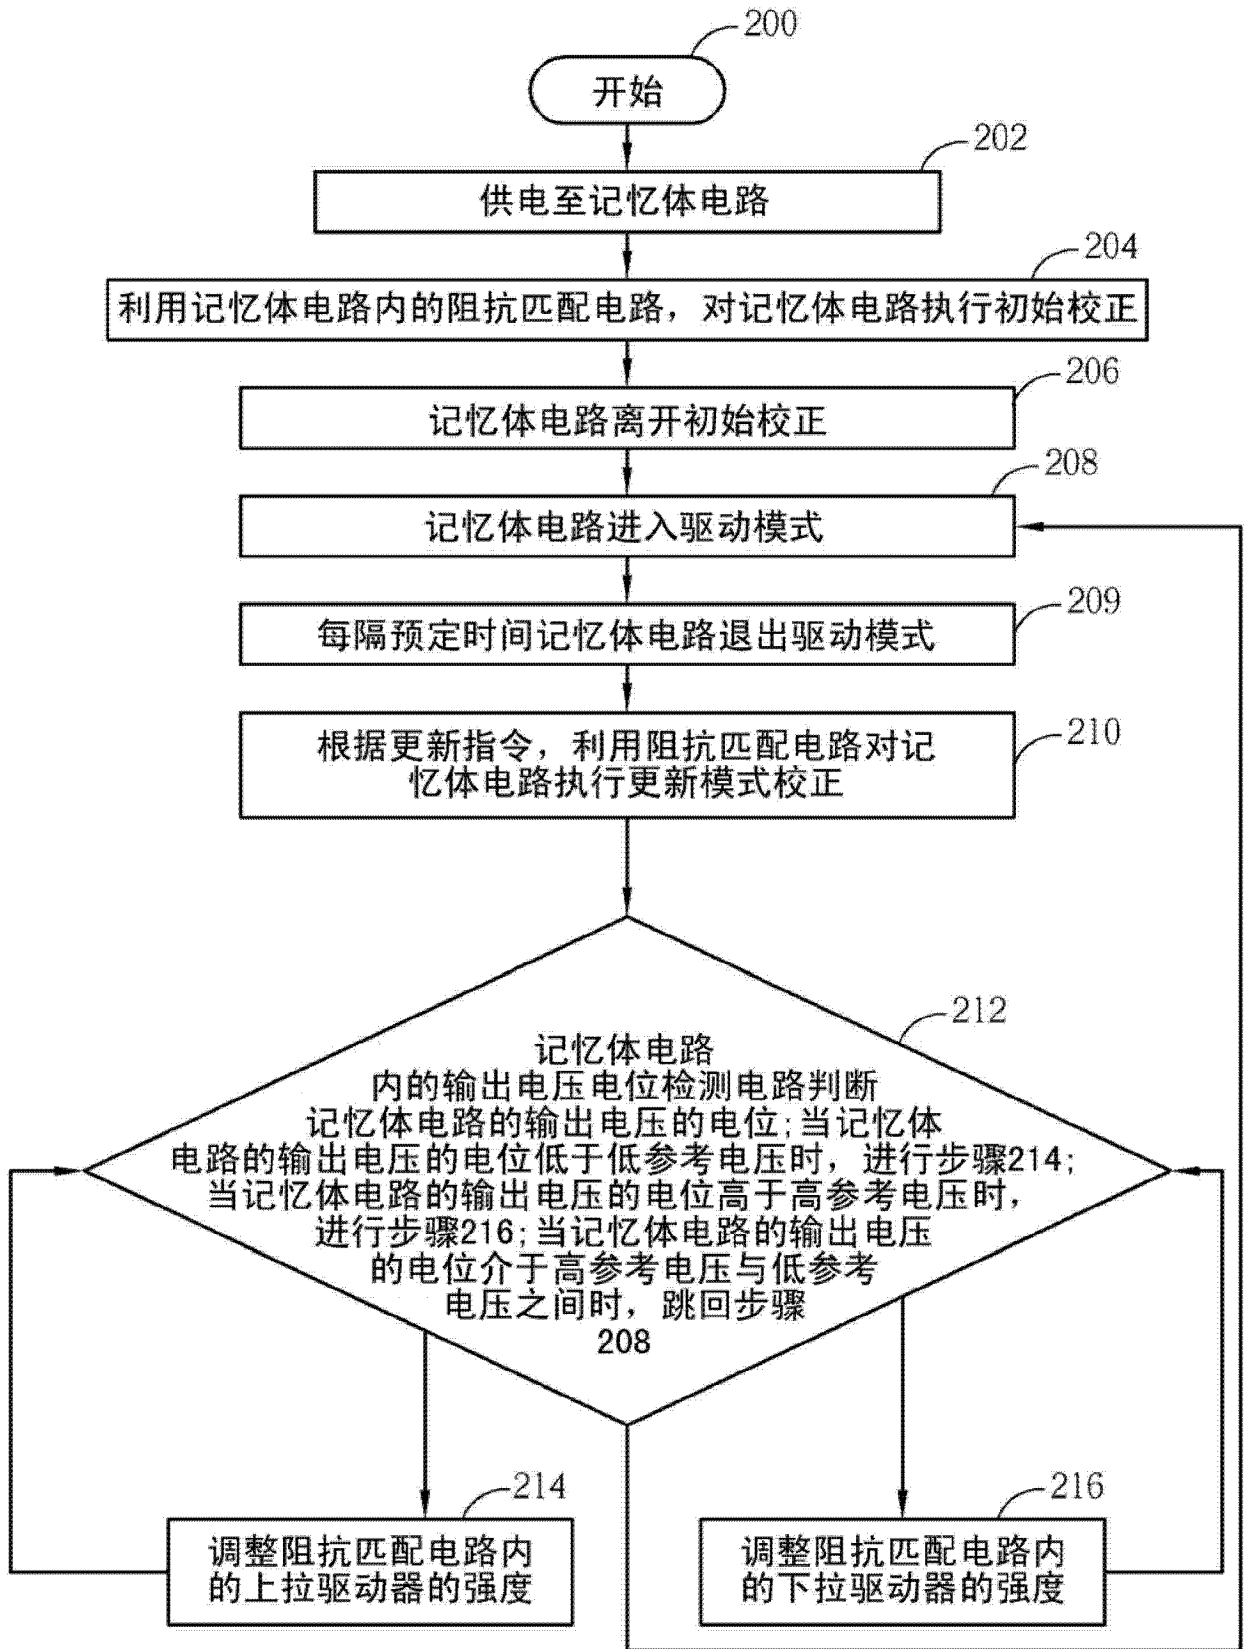 200
开始
202
供电至记忆体电路
204
利用记忆体电路内的阻抗匹配电路，对记忆体电路执行初始校正
206
记忆体电路离开初始校正
208
记忆体电路进入驱动模式
209
每隔预定时间记忆体电路退出驱动模式
210
根据更新指令，利用阻抗匹配电路对记
忆体电路执行更新模式校正
212
记忆体电路
内的输出电压电位检测电路判断
记忆体电路的输出电压的电位;当记忆体
电路的输出电压的电位低于低参考电压时，进行步骤214;
当记忆体电路的输出电压的电位高于高参考电压时，
进行步骤216;当记忆体电路的输出电压
的电位介于高参考电压与低参考
电压之间时，跳回步骤
208
214
调整阻抗匹配电路内
的上拉驱动器的强度
216
调整阻抗匹配电路内
的下拉驱动器的强度